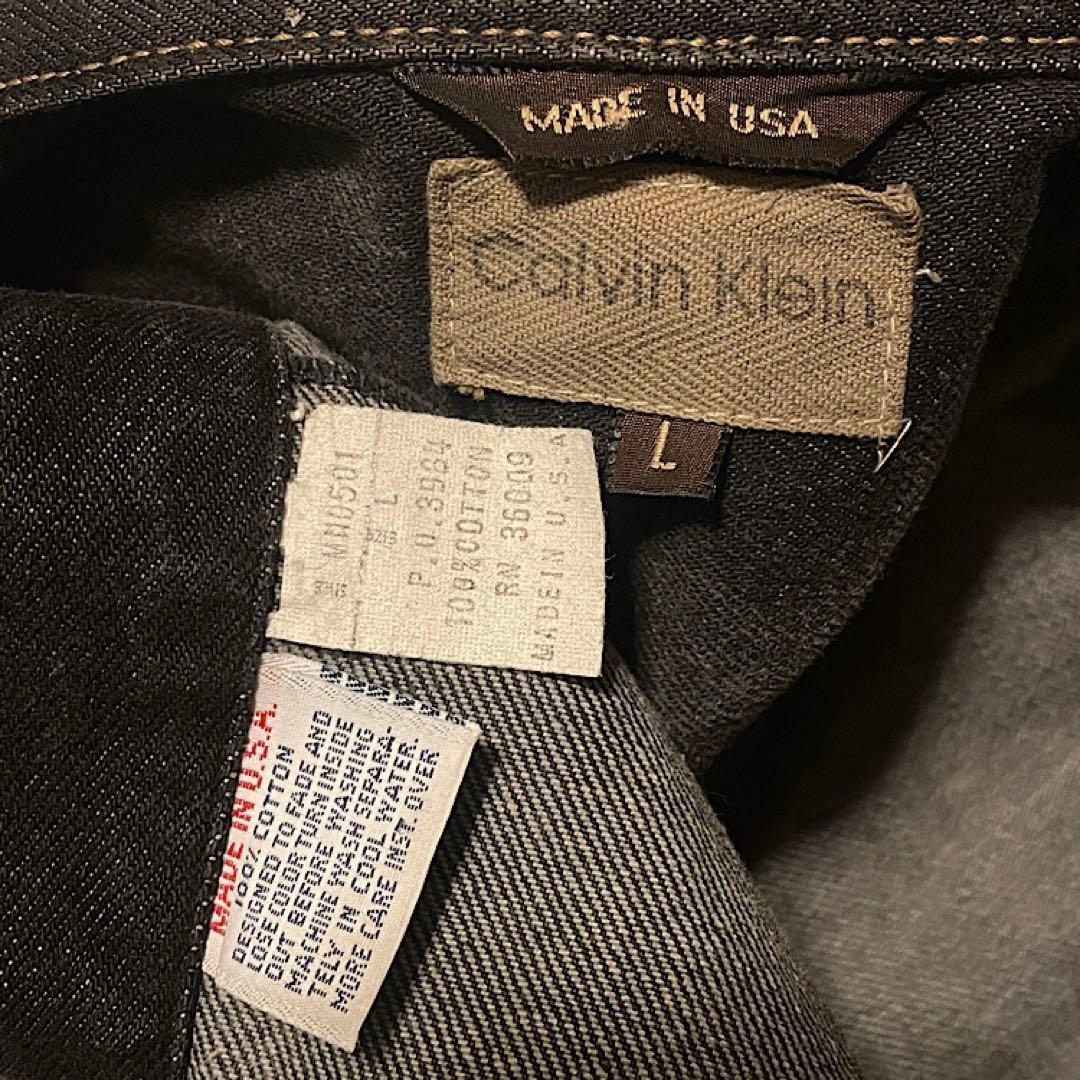 MADE IN USA
Calvin Klein
L
STYLE MN0501
SIZE L
P.O.3984
100%COTTON
RN 36009
MADE IN U.S.A
MADE IN U.S.A.
100% COTTON
DESIGNED TO FADE AND
LOSE COLOR TURN INSIDE
OUT BEFORE WASHING
MACHINE WASH SEPARA-
TELY IN COOL WATER.
MORE CARE INST. OVER